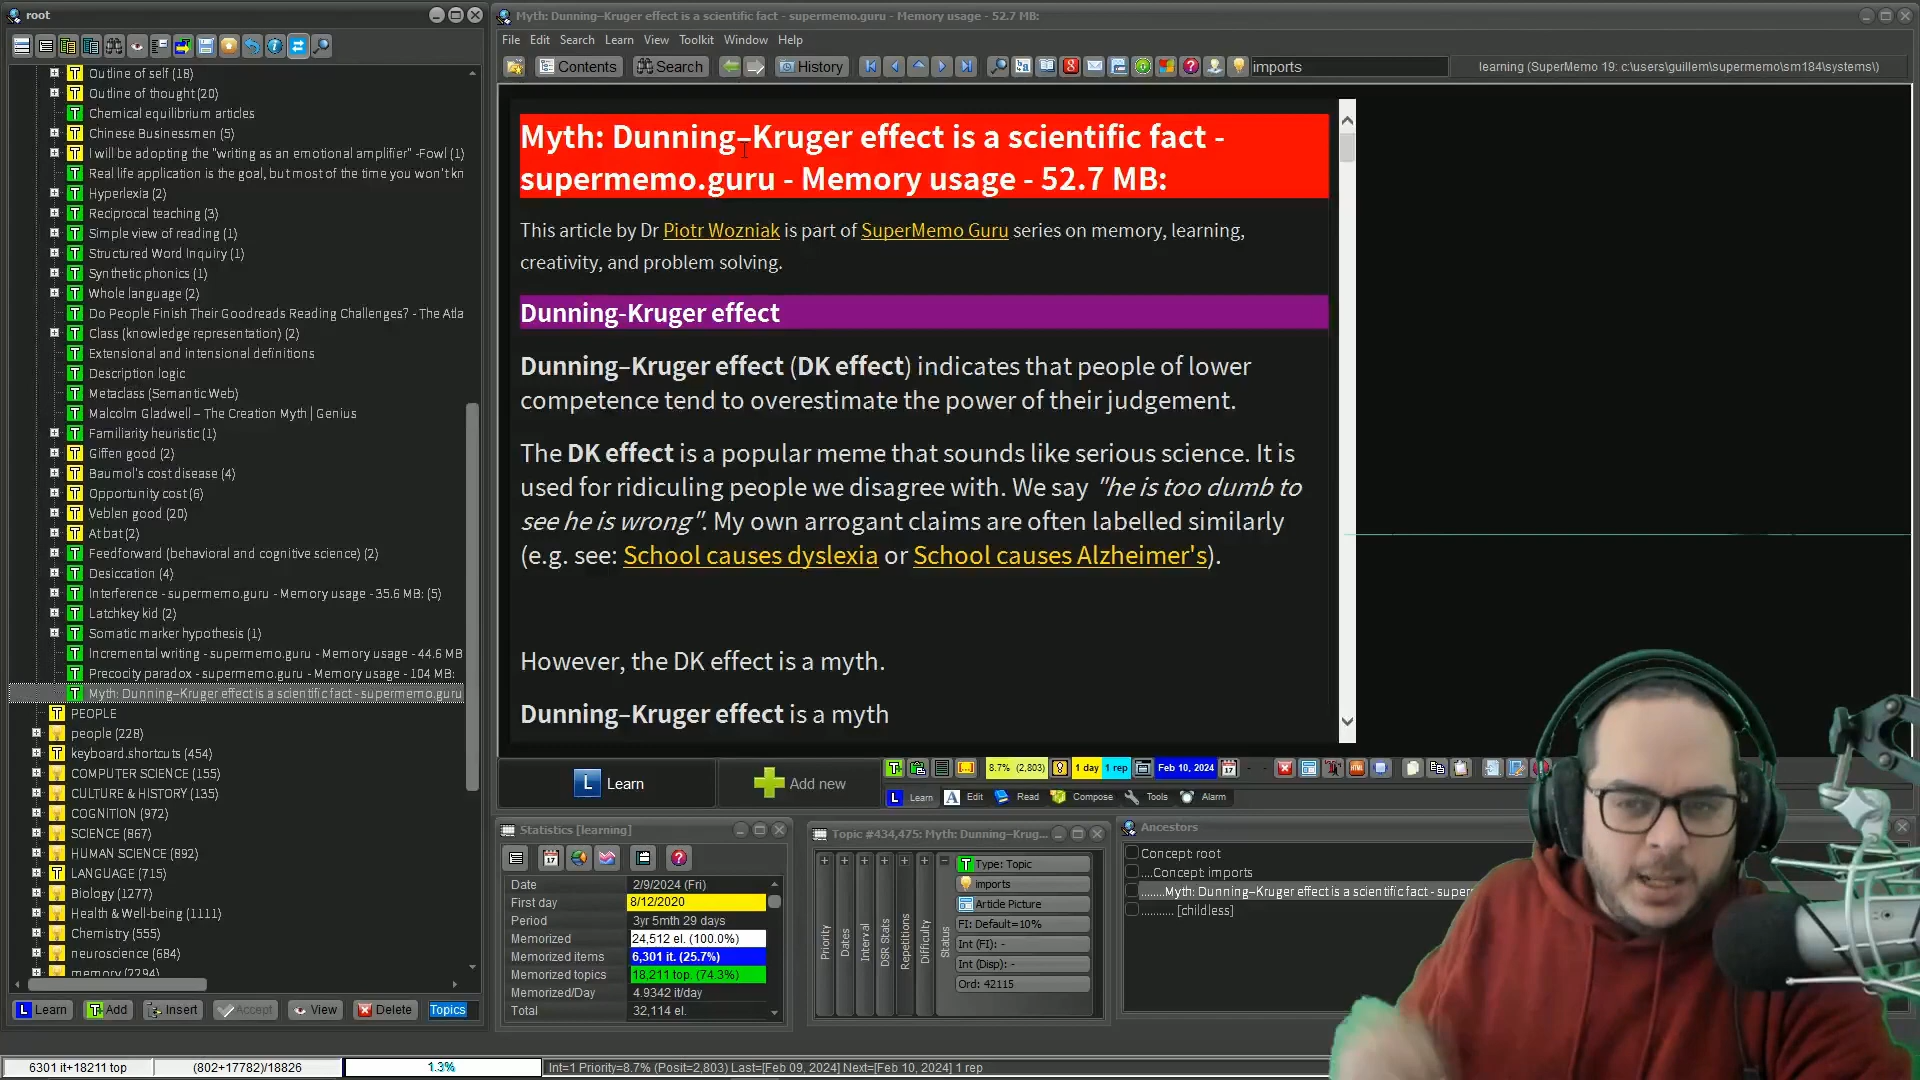 root
Outline of self (18)
Outline of thought (20)
Chemical equilibrium articles
Chinese Businessmen (5)
I will be adopting the "writing as an emotional amplifier" -Fowl (1)
Real life application is the goal, but most of the time you won't kn
Hyperlexia (2)
Reciprocal teaching (3)
Simple view of reading (1)
Structured Word Inquiry (1)
Synthetic phonics (1)
Whole language (2)
Do People Finish Their Goodreads Reading Challenges? - The Atla
Class (knowledge representation) (2)
Extensional and intensional definitions
Description logic
Metaclass (Semantic Web)
Malcolm Gladwell – The Creation Myth | Genius
Familiarity heuristic (1)
Giffen good (2)
Baumol's cost disease (4)
Opportunity cost (6)
Veblen good (20)
At bat (2)
Feedforward (behavioral and cognitive science) (2)
Desiccation (4)
Interference - supermemo.guru - Memory usage - 35.6 MB: (5)
Latchkey kid (2)
Somatic marker hypothesis (1)
Incremental writing - supermemo.guru - Memory usage - 44.6 MB
Precocity paradox - supermemo.guru - Memory usage - 104 MB:
Myth: Dunning–Kruger effect is a scientific fact - supermemo.guru
PEOPLE
people (228)
keyboard.shortcuts (454)
COMPUTER SCIENCE (155)
CULTURE & HISTORY (135)
COGNITION (972)
SCIENCE (867)
HUMAN SCIENCE (892)
LANGUAGE (715)
Biology (1277)
Health & Well-being (1111)
Chemistry (555)
neuroscience (684)
memory (2294)
Learn Add Insert Accept View Delete Topics
6301 it+18211 top (802+17782)/18826 1.3% Int=1 Priority=8.7% (Posit=2,803) Last=[Feb 09, 2024] Next=[Feb 10, 2024] 1 rep
Myth: Dunning–Kruger effect is a scientific fact - supermemo.guru - Memory usage - 52.7 MB:
File Edit Search Learn View Toolkit Window Help
Contents Search History imports learning (SuperMemo 19: c:\users\guillem\supermemo\sm184\systems\)
Myth: Dunning–Kruger effect is a scientific fact -
supermemo.guru - Memory usage - 52.7 MB:
This article by Dr Piotr Wozniak is part of SuperMemo Guru series on memory, learning,
creativity, and problem solving.
Dunning-Kruger effect
Dunning–Kruger effect (DK effect) indicates that people of lower
competence tend to overestimate the power of their judgement.
The DK effect is a popular meme that sounds like serious science. It is
used for ridiculing people we disagree with. We say "he is too dumb to
see he is wrong". My own arrogant claims are often labelled similarly
(e.g. see: School causes dyslexia or School causes Alzheimer's).
However, the DK effect is a myth.
Dunning–Kruger effect is a myth
L Learn Add new
8.7% (2,803) 1 day 1 rep Feb 10, 2024
Learn Edit Read Compose Tools Alarm
Statistics [learning]
Date 2/9/2024 (Fri)
First day 8/12/2020
Period 3yr 5mth 29 days
Memorized 24,512 el. (100.0%)
Memorized items 6,301 it. (25.7%)
Memorized topics 18,211 top. (74.3%)
Memorized/Day 4.9342 it/day
Total 32,114 el.
Topic #434,475: Myth: Dunning–Krug...
Priority Dates Interval DSR Stats Repetitions Difficulty Status
Type: Topic
imports
Article Picture
FI: Default=10%
Int (FI): -
Int (Disp): -
Ord: 42115
Ancestors
Concept: root
....Concept: imports
........Myth: Dunning–Kruger effect is a scientific fact - super
............ [childless]